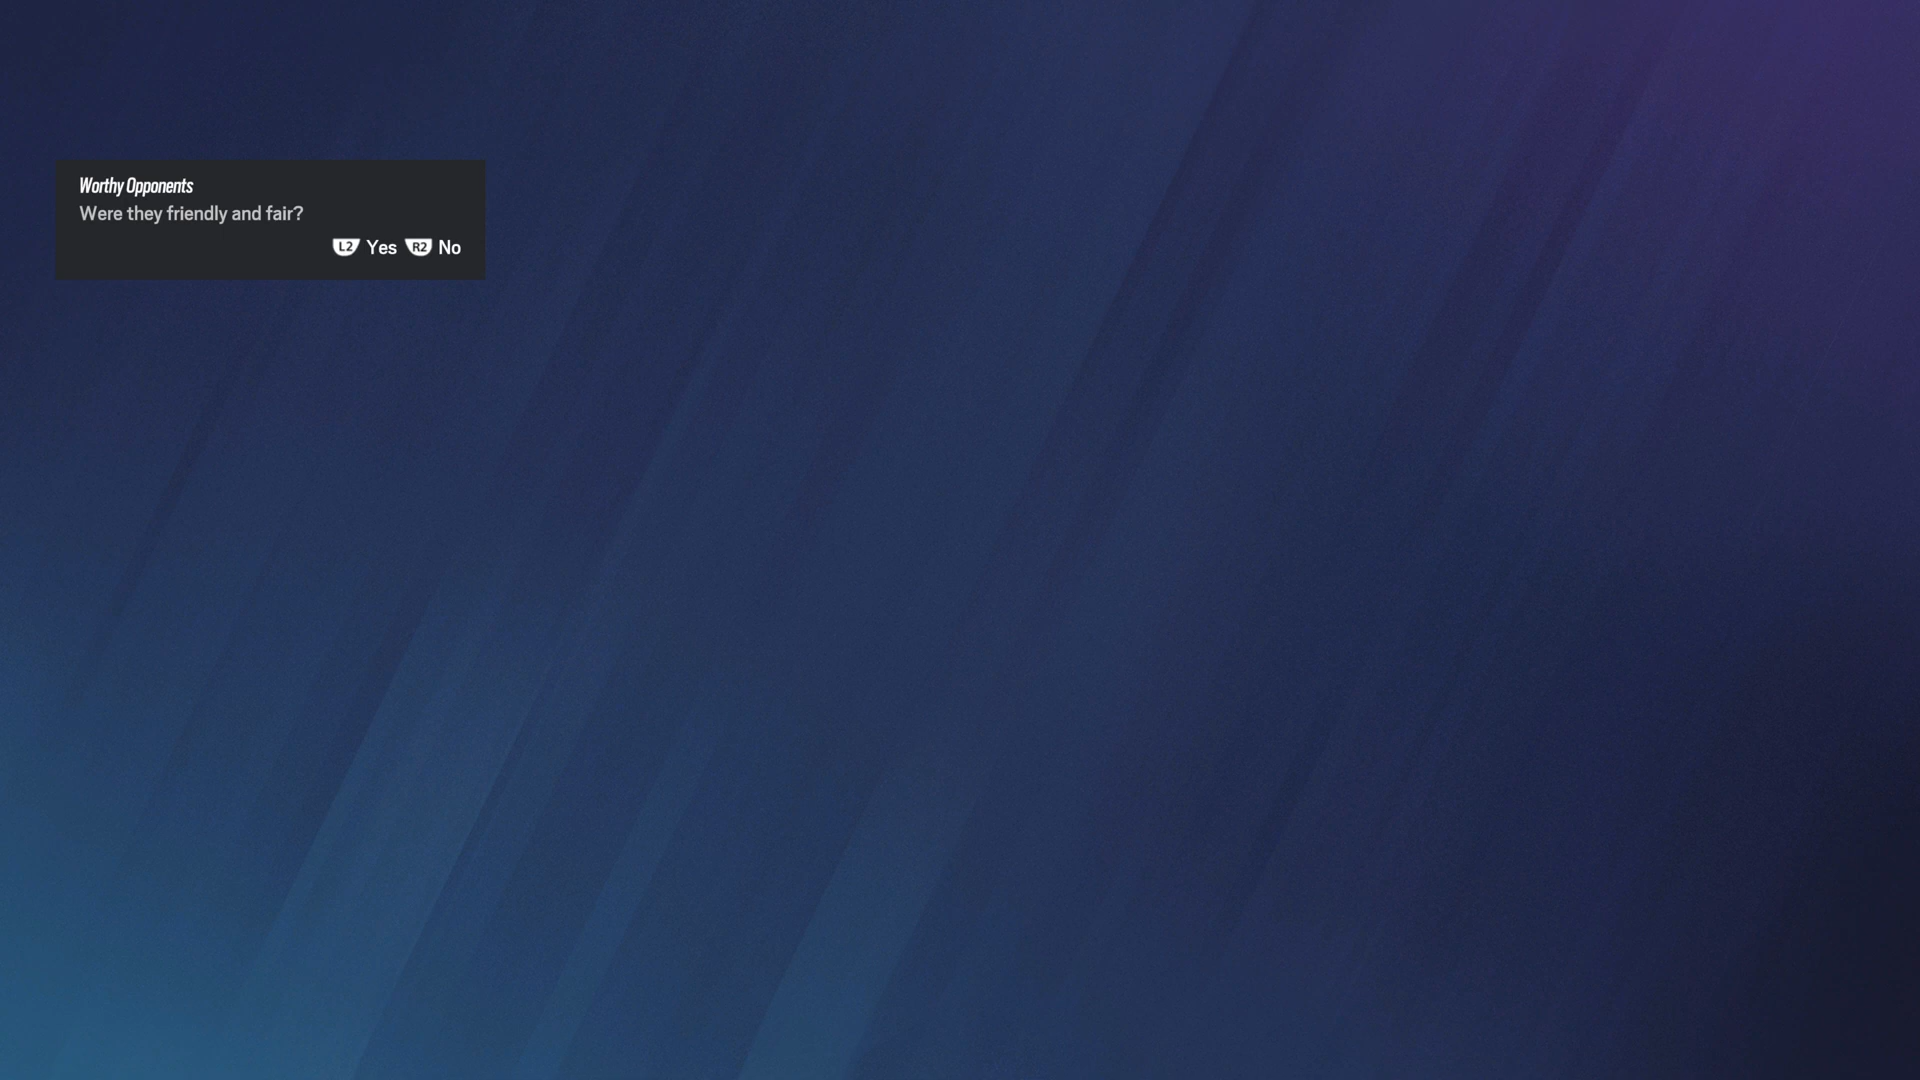 Worthy Opponents
Were they friendly and fair?
L2 Yes R2 No